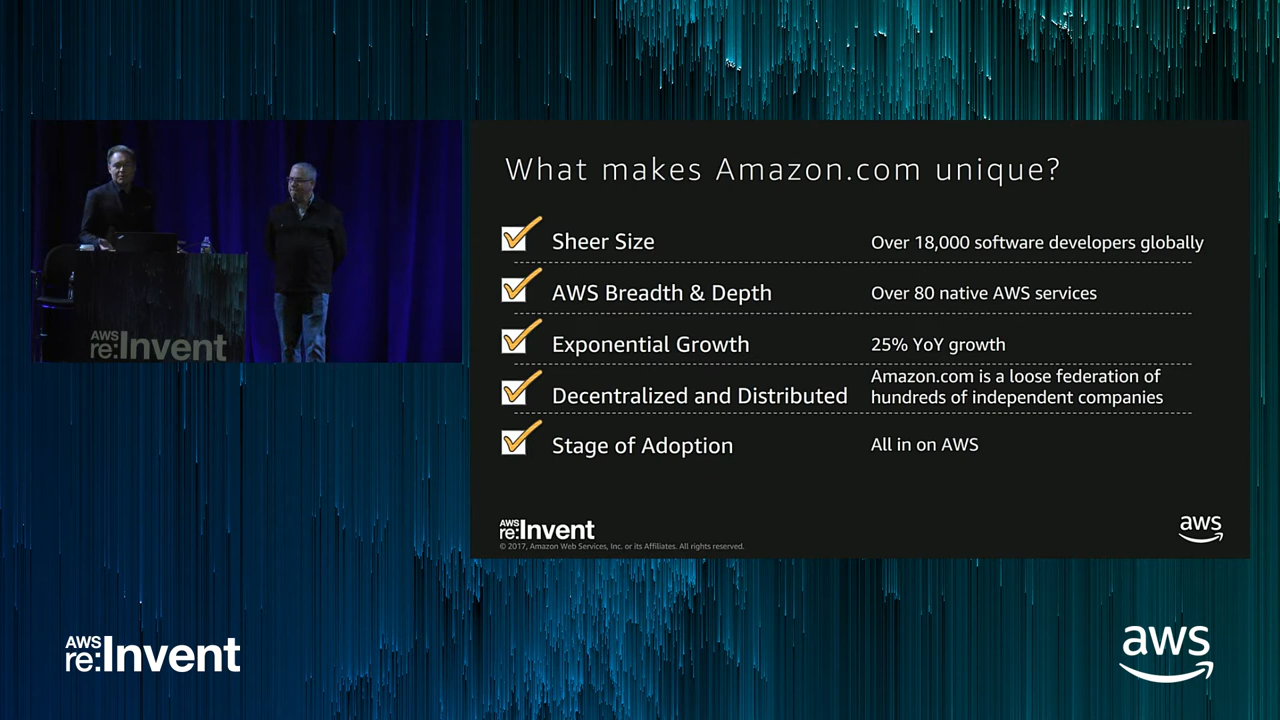 What makes Amazon.com unique?
Sheer Size
Over 18,000 software developers globally
AWS Breadth & Depth
Over 80 native AWS services
Exponential Growth
25% YoY growth
Decentralized and Distributed
Amazon.com is a loose federation of
hundreds of independent companies
Stage of Adoption
All in on AWS
AWS
re:Invent
© 2017, Amazon Web Services, Inc. or its Affiliates. All rights reserved.
aws
AWS
re:Invent
AWS
re:Invent
aws